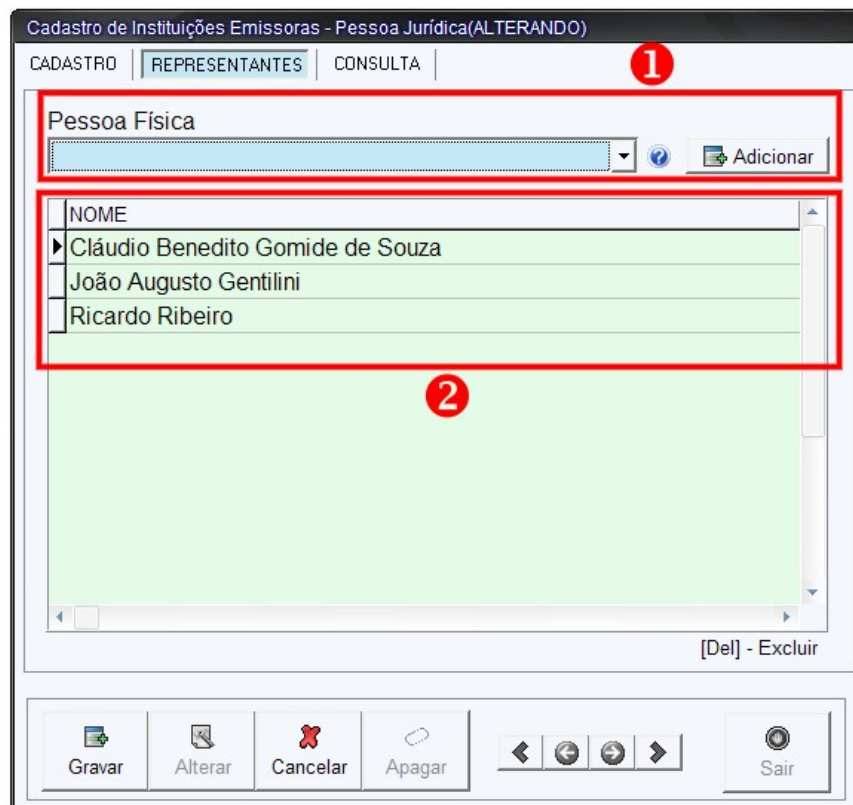 Cadastro de Instituições Emissoras - Pessoa Jurídica(ALTERANDO)
CADASTRO REPRESENTANTES CONSULTA
1
Pessoa Física
Adicionar
NOME
Cláudio Benedito Gomide de Souza
João Augusto Gentilini
Ricardo Ribeiro
2
[Del] - Excluir
Gravar Alterar Cancelar Apagar Sair